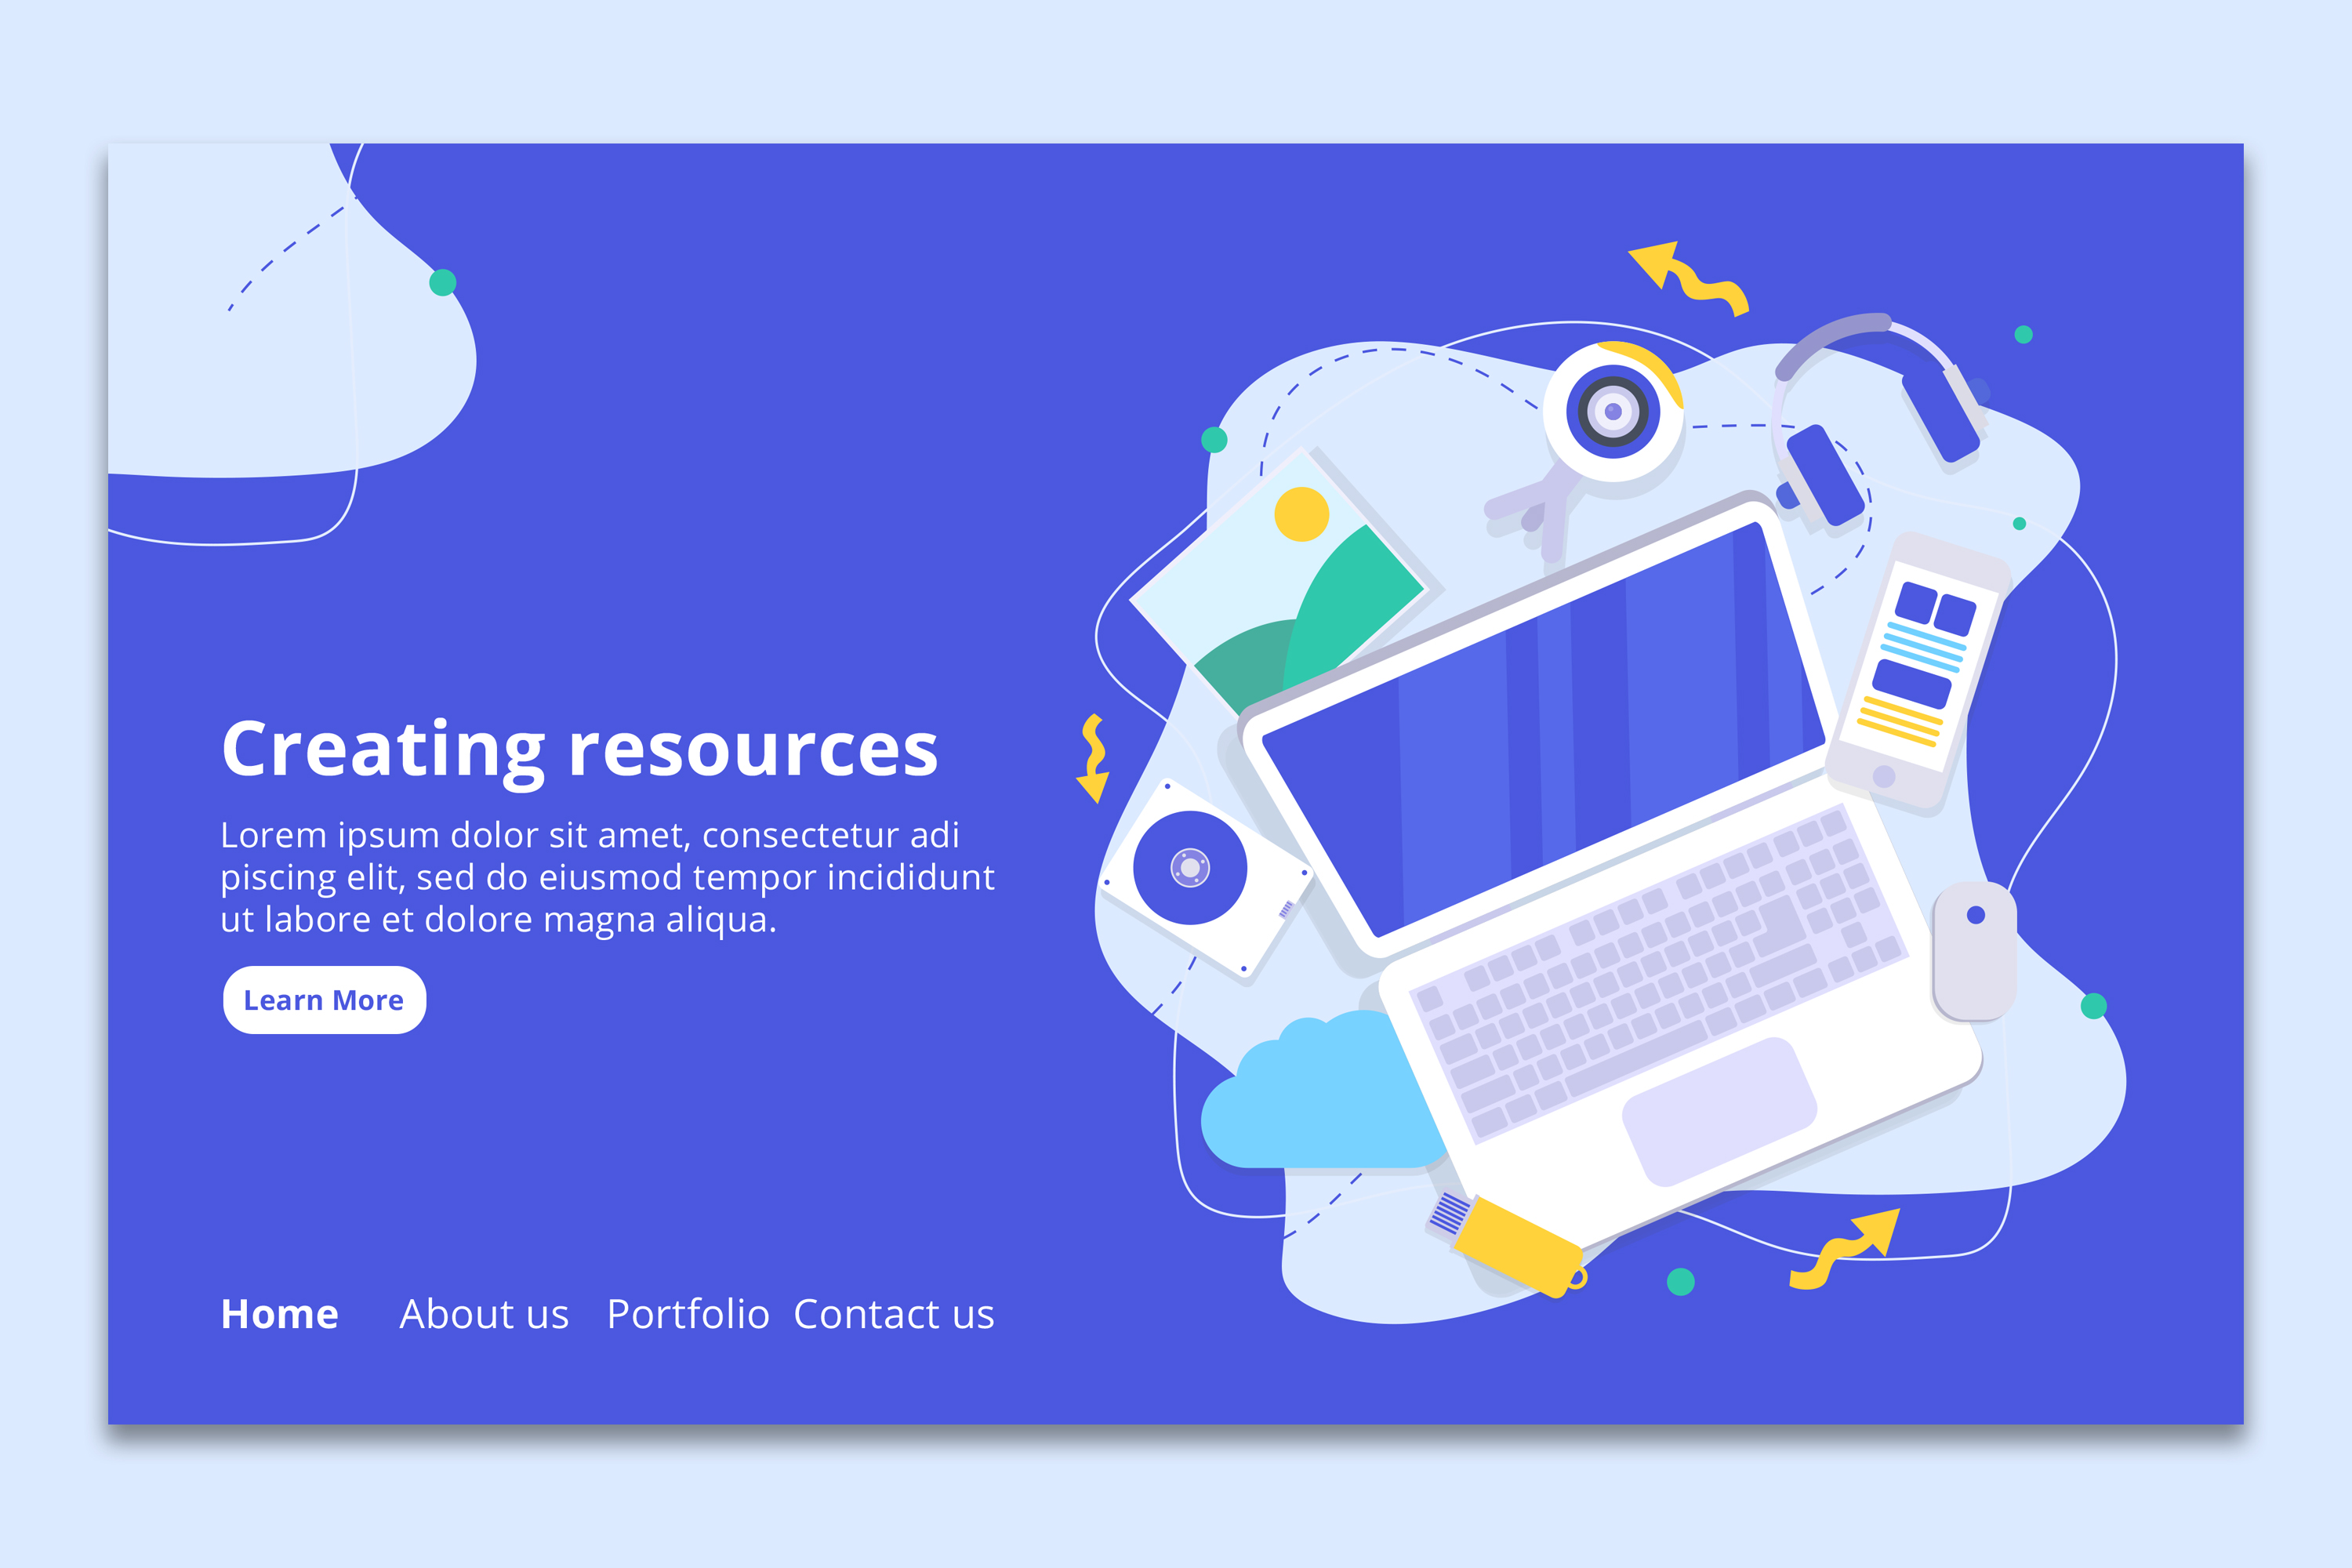 Creating resources
Lorem ipsum dolor sit amet, consectetur adi
piscing elit, sed do eiusmod tempor incididunt
ut labore et dolore magna aliqua.
Learn More
Home About us Portfolio Contact us